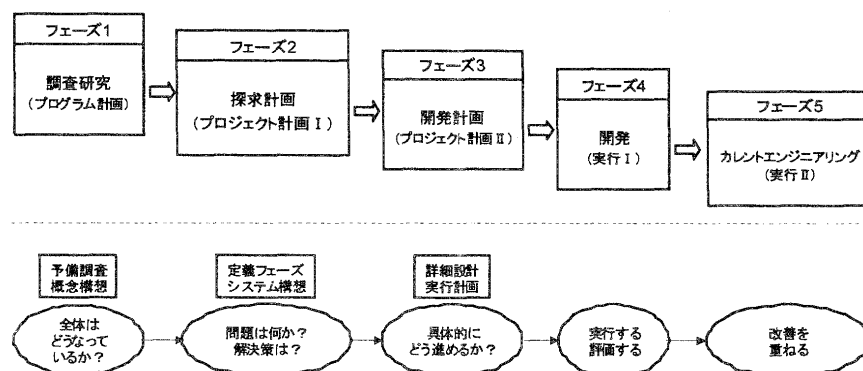 フェーズ1
調査研究
(プログラム計画)
フェーズ2
探求計画
(プロジェクト計画Ⅰ)
フェーズ3
開発計画
(プロジェクト計画Ⅱ)
フェーズ4
開発
(実行Ⅰ)
フェーズ5
カレントエンジニアリング
(実行Ⅱ)
予備調査
概念構想
全体は
どうなって
いるか?
定義フェーズ
システム構想
問題は何か?
解決策は?
詳細設計
実行計画
具体的に
どう進めるか?
実行する
評価する
改善を
重ねる